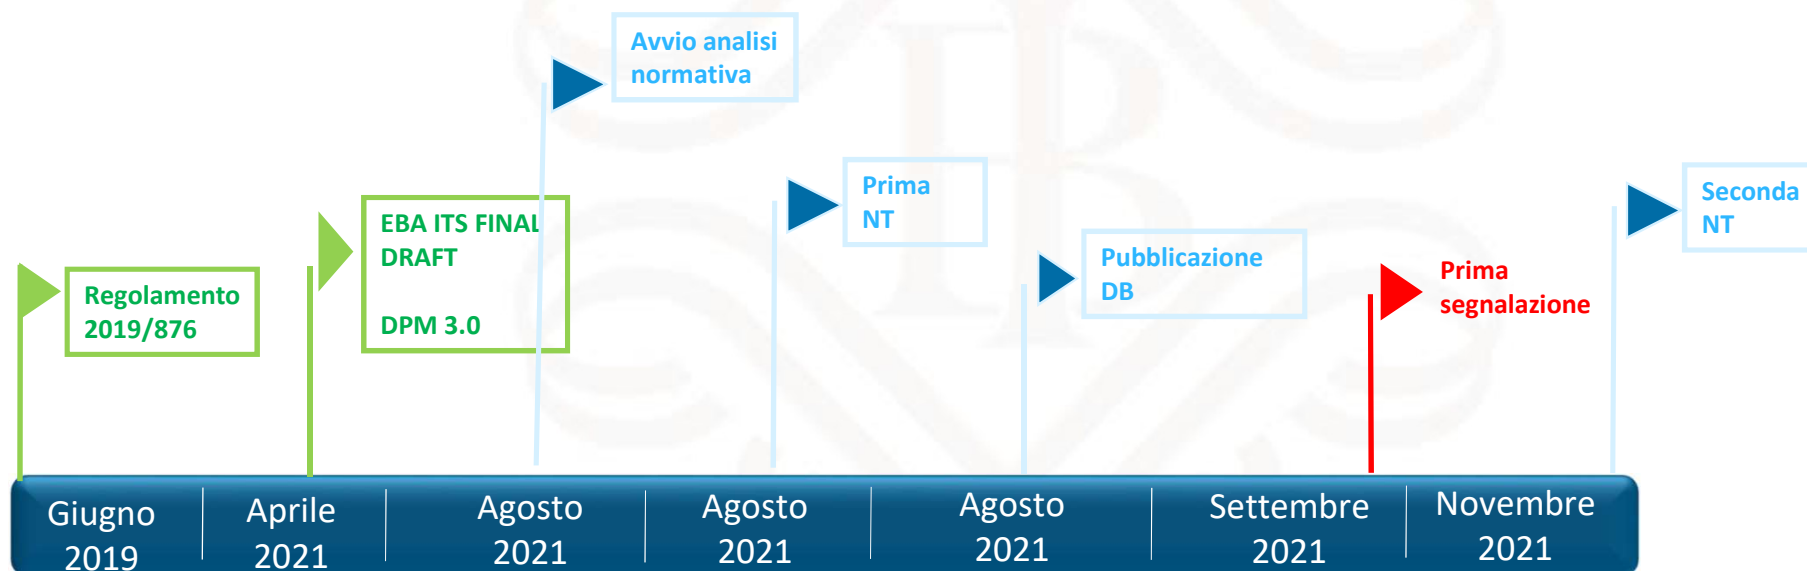 Avvio analisi
normativa
Prima
NT
Seconda
NT
EBA ITS FINAL
DRAFT
DPM 3.0
Pubblicazione
DB
Prima
segnalazione
Regolamento
2019/876
Giugno
2019
Aprile
2021
Agosto
2021
Agosto
2021
Agosto
2021
Settembre
2021
Novembre
2021